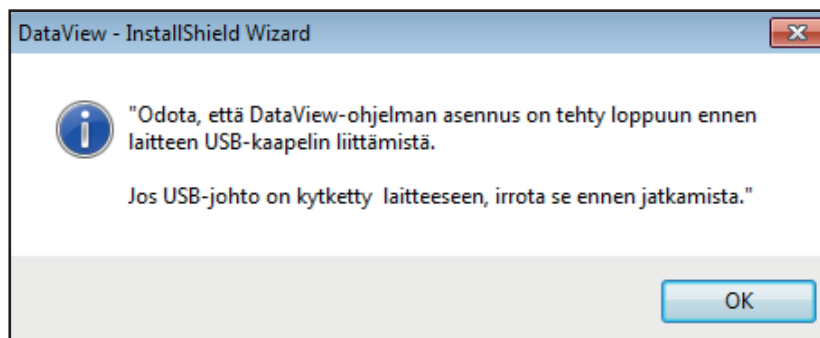 DataView - InstallShield Wizard
"Odota, että DataView-ohjelman asennus on tehty loppuun ennen
laitteen USB-kaapelin liittämistä.
Jos USB-johto on kytketty laitteeseen, irrota se ennen jatkamista."
OK